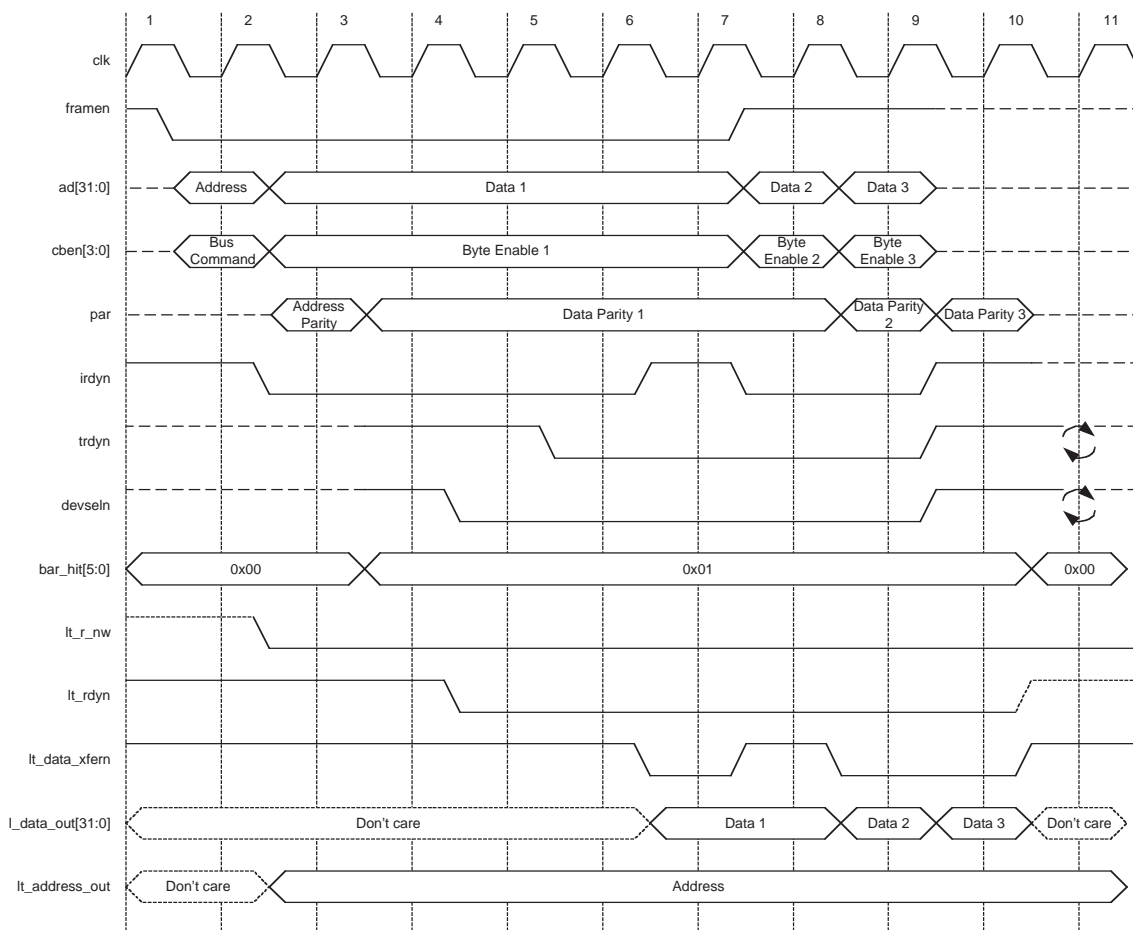 1 2 3 4 5 6 7 8 9 10 11
clk
framen
ad[31:0] Address Data 1 Data 2 Data 3
cben[3:0] Bus Command Byte Enable 1 Byte Enable 2 Byte Enable 3
par Address Parity Data Parity 1 Data Parity 2 Data Parity 3
irdyn
trdyn
devseln
bar_hit[5:0] 0x00 0x01 0x00
lt_r_nw
lt_rdyn
lt_data_xfern
l_data_out[31:0] Don't care Data 1 Data 2 Data 3 Don't care
lt_address_out Don't care Address